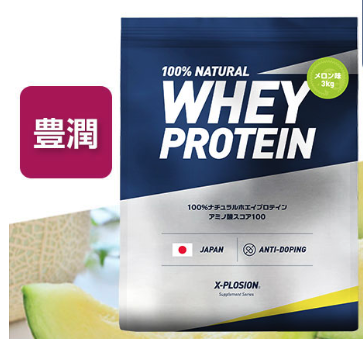 豊潤
100% NATURAL
WHEY
PROTEIN
メロン味
3kg
100%ナチュラルホエイプロテイン
アミノ酸スコア100
JAPAN
ANTI-DOPING
X-PLOSION
Supplement Series